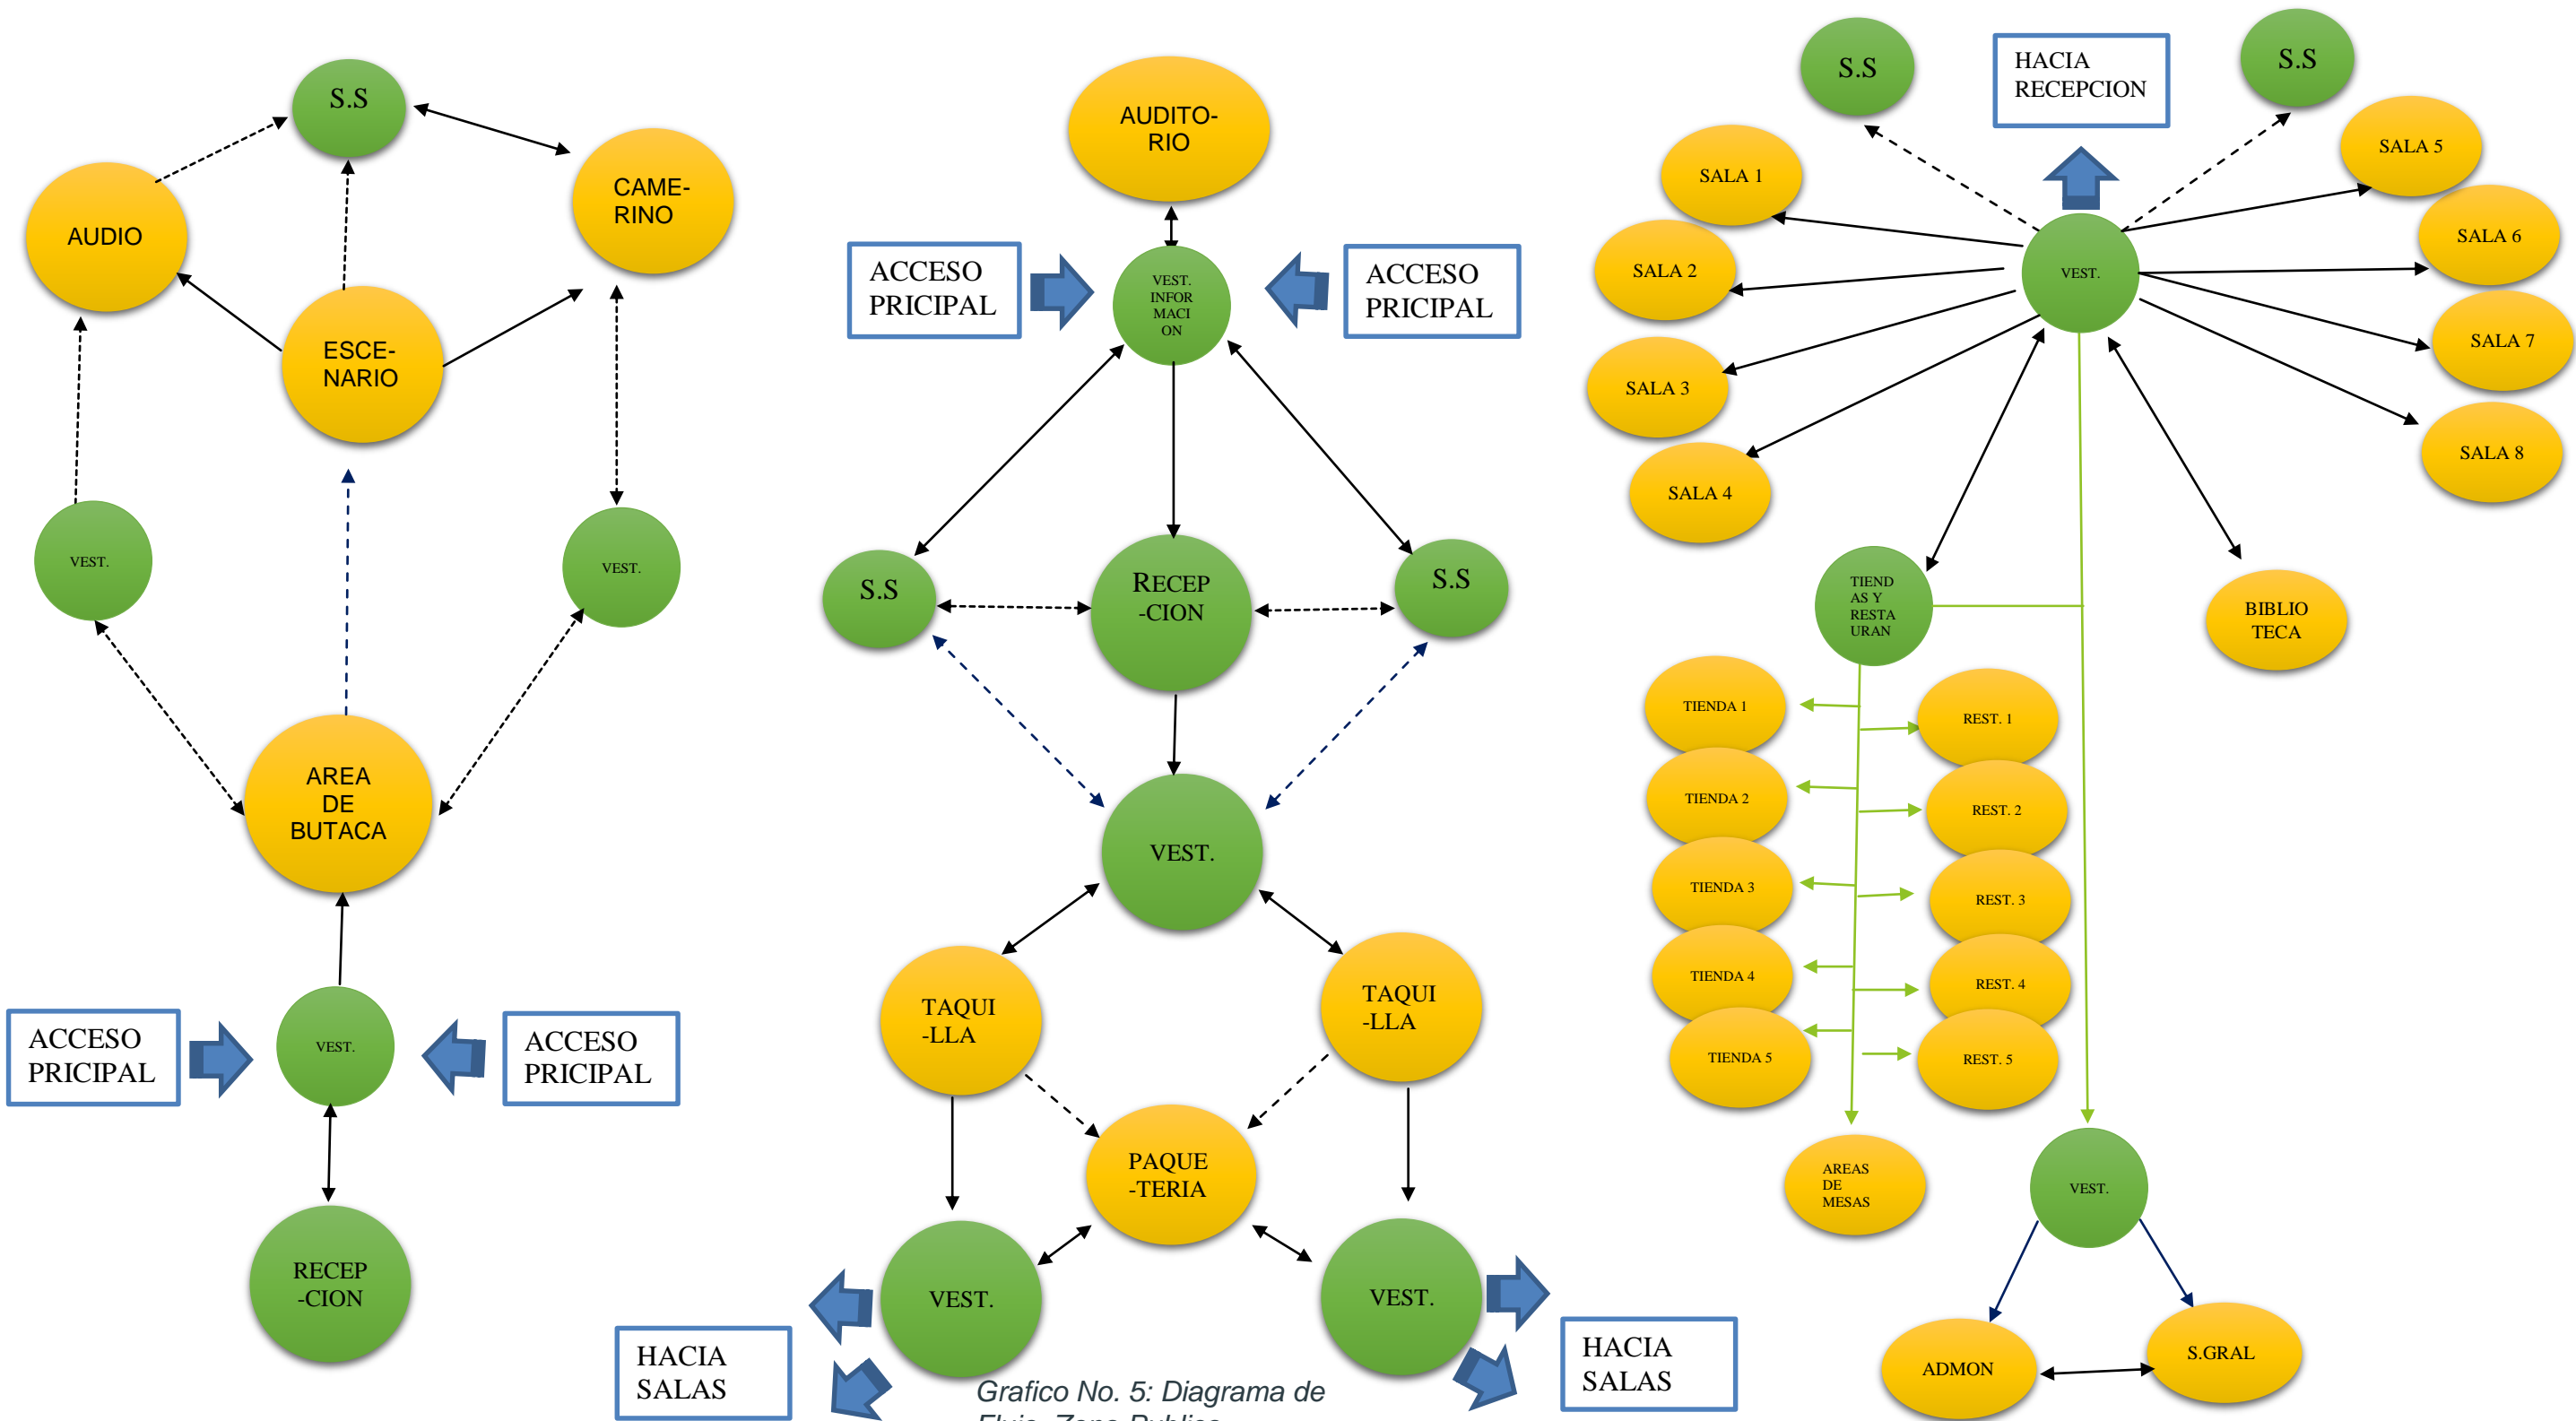 S.S
AUDIO
CAME-
RINO
ESCE-
NARIO
VEST.
VEST.
AREA
DE
BUTACA
ACCESO
PRICIPAL
VEST.
ACCESO
PRICIPAL
RECEP
-CION
AUDITO-
RIO
ACCESO
PRICIPAL
VEST.
INFOR
MACI
ON
ACCESO
PRICIPAL
S.S
RECEP
-CION
S.S
VEST.
TAQUI
-LLA
TAQUI
-LLA
PAQUE
-TERIA
VEST.
VEST.
HACIA
SALAS
HACIA
SALAS
Grafico No. 5: Diagrama de
S.S
HACIA
RECEPCION
S.S
SALA 1
SALA 2
SALA 3
SALA 4
VEST.
SALA 5
SALA 6
SALA 7
SALA 8
TIEND
AS Y
RESTA
URAN
BIBLIO
TECA
TIENDA 1
REST. 1
TIENDA 2
REST. 2
TIENDA 3
REST. 3
TIENDA 4
REST. 4
TIENDA 5
REST. 5
AREAS
DE
MESAS
VEST.
ADMON
S.GRAL